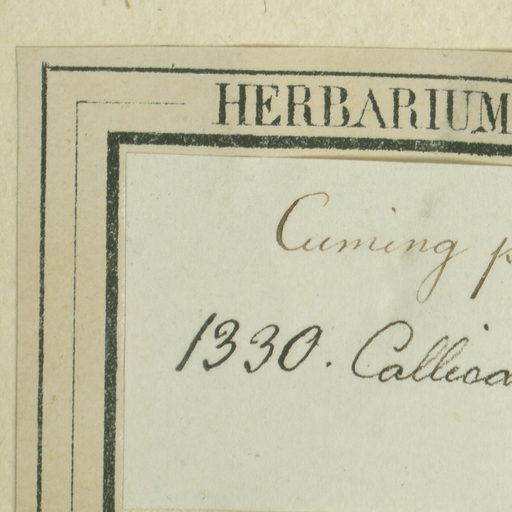 HERBARIUM
Cuming p
1330. Callica